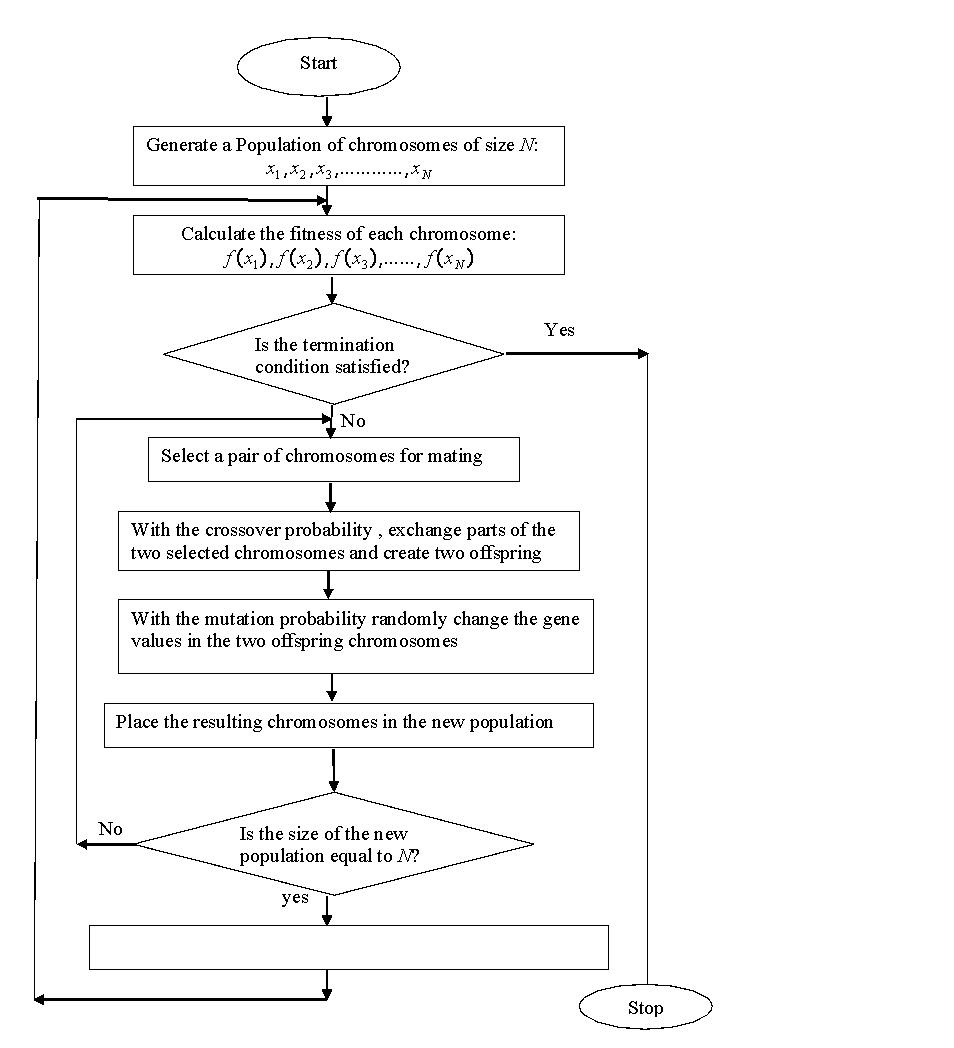 Start
Generate a Population of chromosomes of size N:
x₁,x₂,x₃,............,x_N
Calculate the fitness of each chromosome:
f(x₁),f(x₂),f(x₃),......,f(x_N)
Is the termination
condition satisfied?
Yes
No
Select a pair of chromosomes for mating
With the crossover probability , exchange parts of the
two selected chromosomes and create two offspring
With the mutation probability randomly change the gene
values in the two offspring chromosomes
Place the resulting chromosomes in the new population
No
Is the size of the new
population equal to N?
yes
Stop